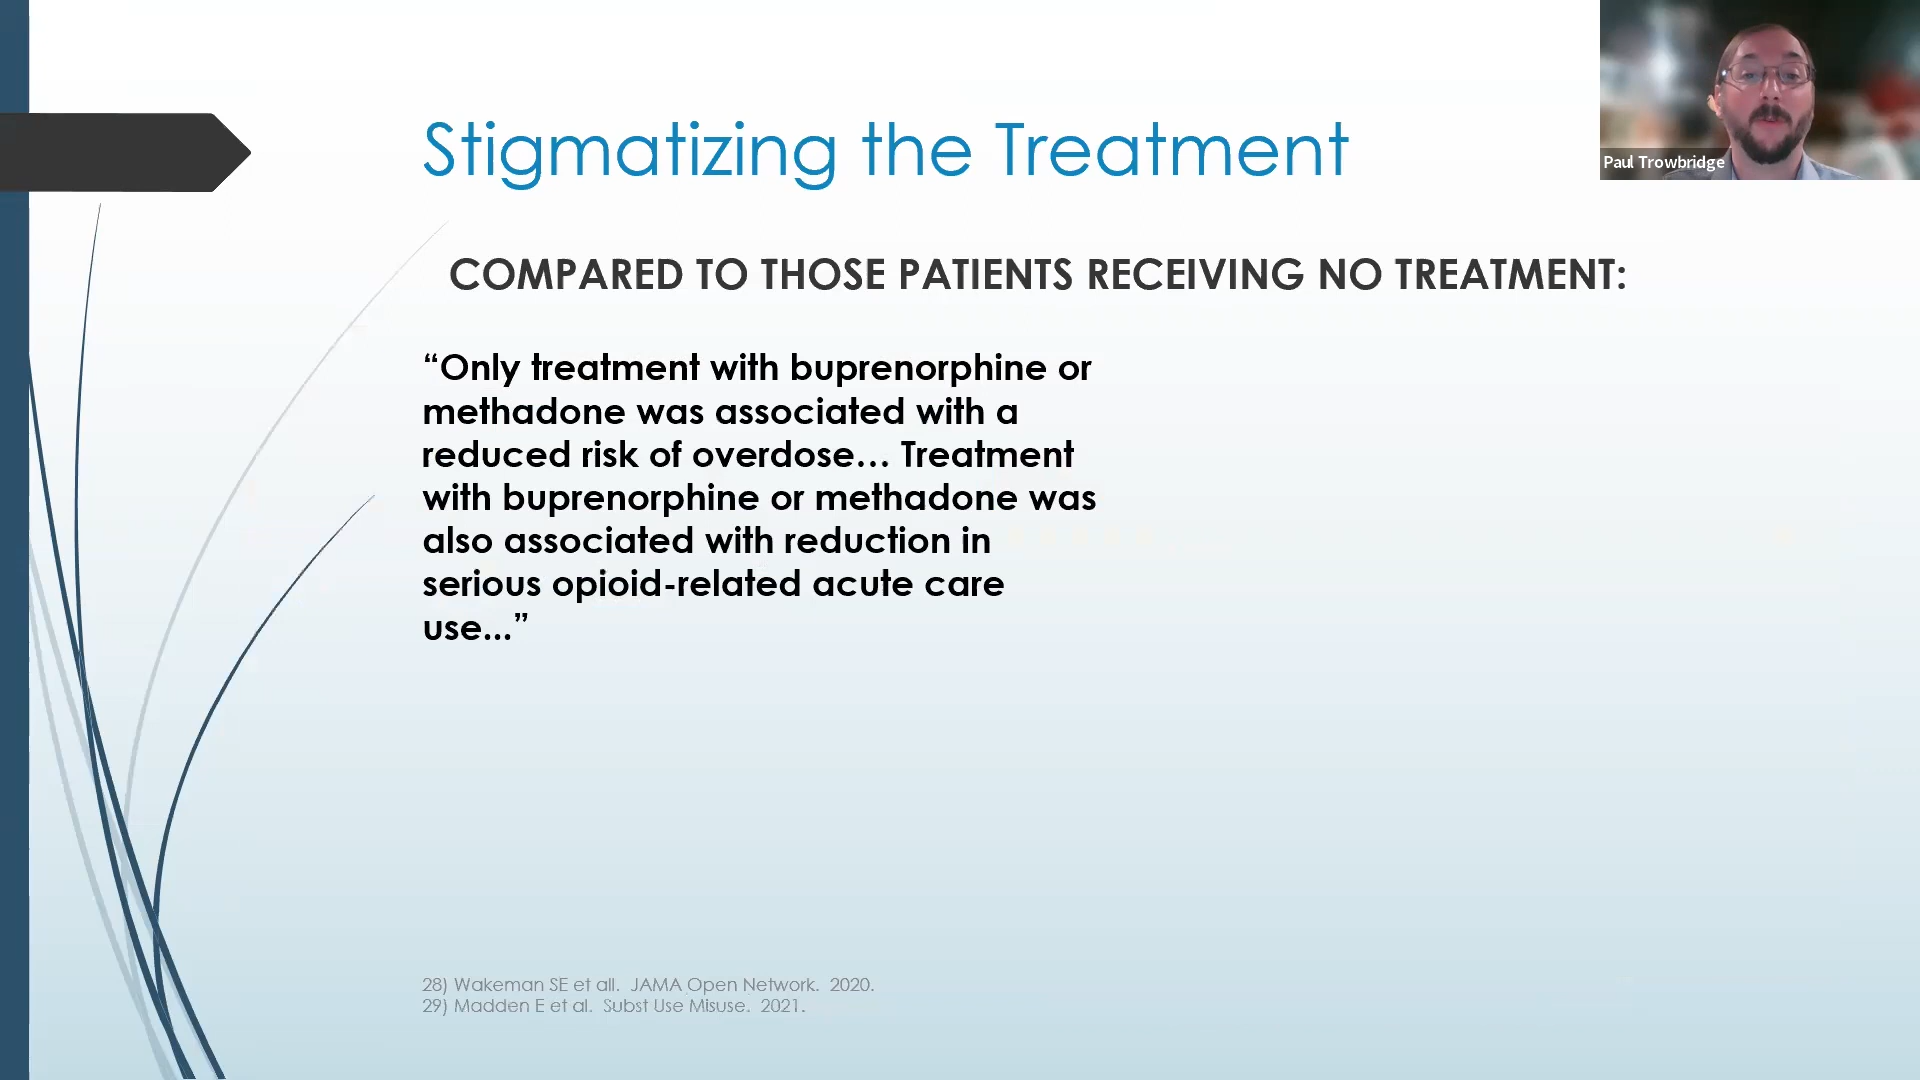 Stigmatizing the Treatment
Paul Trowbridge
COMPARED TO THOSE PATIENTS RECEIVING NO TREATMENT:
“Only treatment with buprenorphine or
methadone was associated with a
reduced risk of overdose… Treatment
with buprenorphine or methadone was
also associated with reduction in
serious opioid-related acute care
use...”
28) Wakeman SE et all.  JAMA Open Network.  2020.
29) Madden E et al.  Subst Use Misuse.  2021.